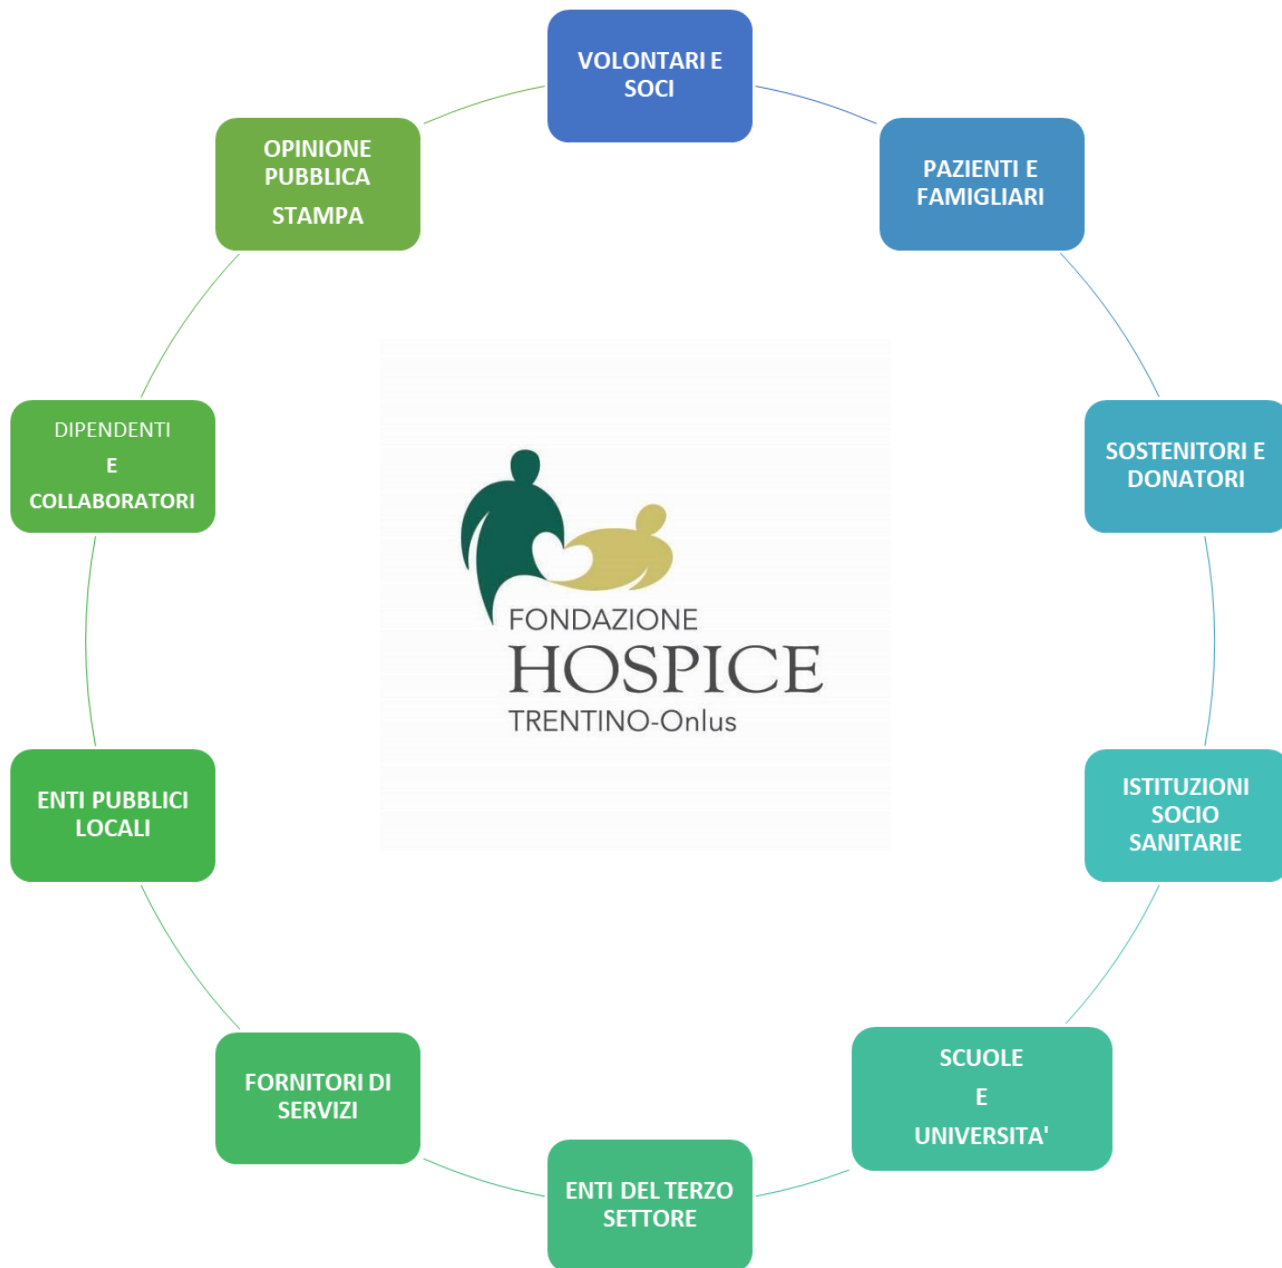 VOLONTARI E
SOCI
PAZIENTI E
FAMIGLIARI
SOSTENITORI E
DONATORI
ISTITUZIONI
SOCIO
SANITARIE
SCUOLE
E
UNIVERSITA'
ENTI DEL TERZO
SETTORE
FORNITORI DI
SERVIZI
ENTI PUBBLICI
LOCALI
DIPENDENTI
E
COLLABORATORI
OPINIONE
PUBBLICA
STAMPA
FONDAZIONE
HOSPICE
TRENTINO-Onlus